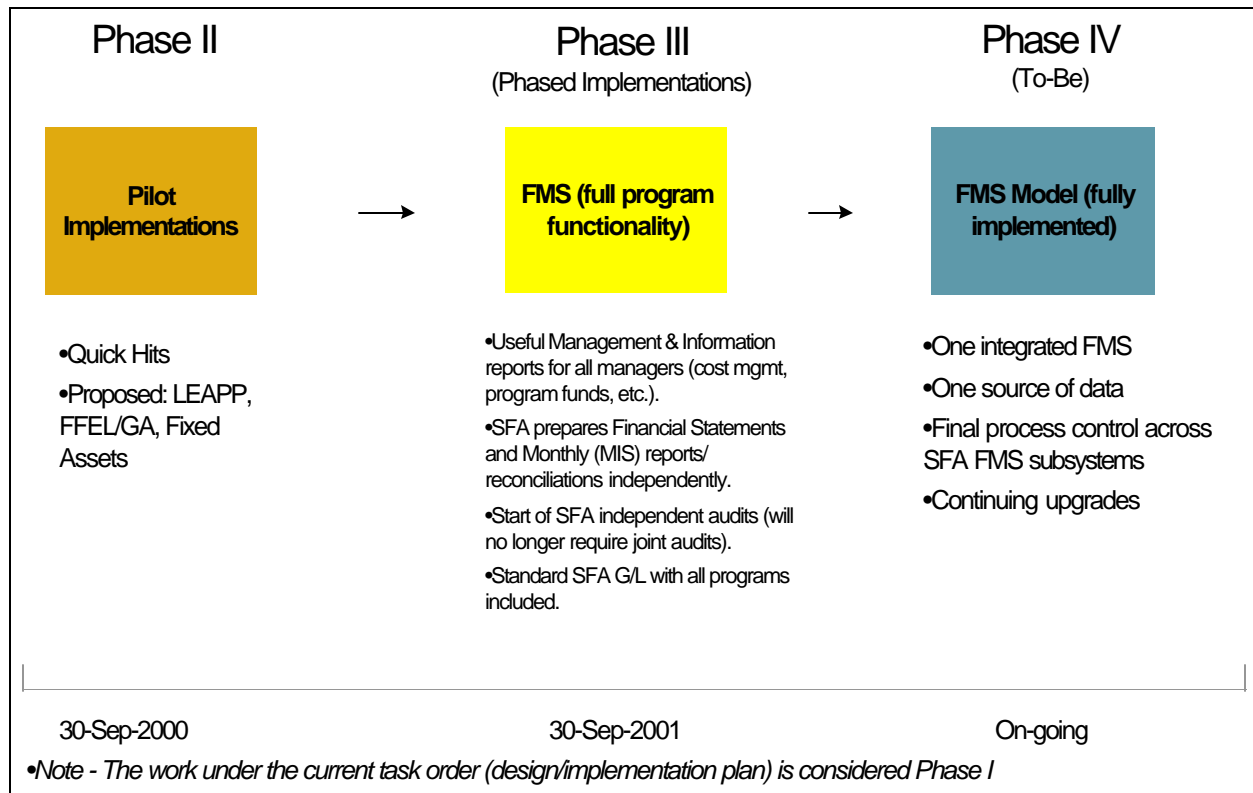 Phase II
Pilot
Implementations
•Quick Hits
•Proposed: LEAPP,
FFEL/GA, Fixed
Assets
Phase III
(Phased Implementations)
FMS (full program
functionality)
•Useful Management & Information
reports for all managers (cost mgmt,
program funds, etc.).
•SFA prepares Financial Statements
and Monthly (MIS) reports/
reconciliations independently.
•Start of SFA independent audits (will
no longer require joint audits).
•Standard SFA G/L with all programs
included.
Phase IV
(To-Be)
FMS Model (fully
implemented)
•One integrated FMS
•One source of data
•Final process control across
SFA FMS subsystems
•Continuing upgrades
30-Sep-2000
30-Sep-2001
On-going
•Note - The work under the current task order (design/implementation plan) is considered Phase I